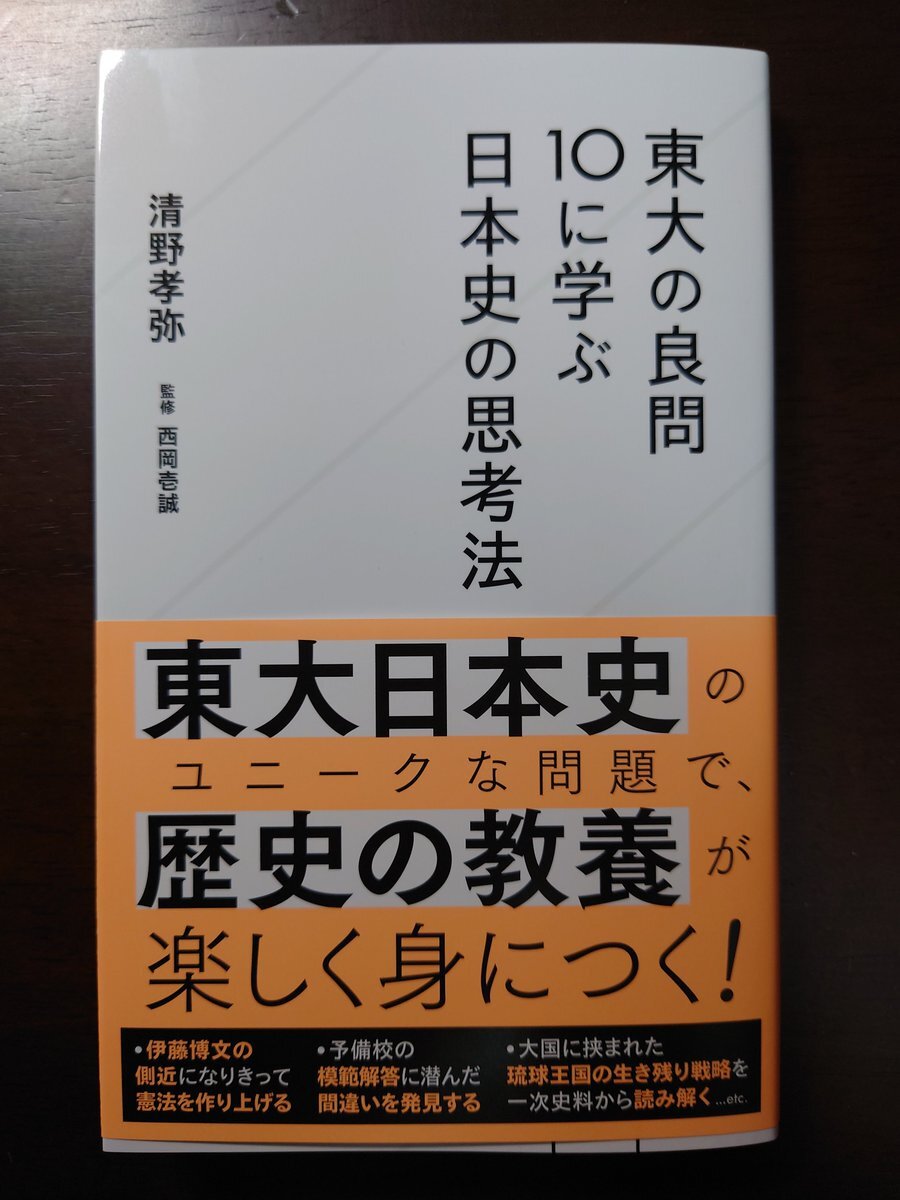 東大の良問
10に学ぶ
日本史の思考法
清野孝弥
監修 西岡壱誠
東大日本史の
ユニークな問題で、
歴史の教養が
楽しく身につく!
・伊藤博文の
側近になりきって
憲法を作り上げる
・予備校の
模範解答に潜んだ
間違いを発見する
・大国に挟まれた
琉球王国の生き残り戦略を
一次史料から読み解く...etc.